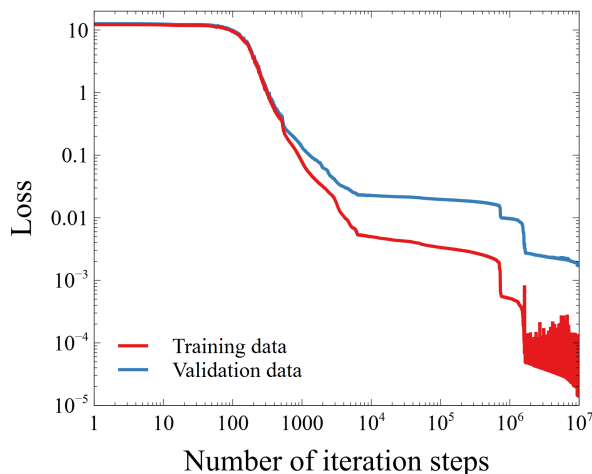 10
1
0.1
0.01
10⁻³
10⁻⁴
10⁻⁵
Loss
Training data
Validation data
1 10 100 1000 10⁴ 10⁵ 10⁶ 10⁷
Number of iteration steps